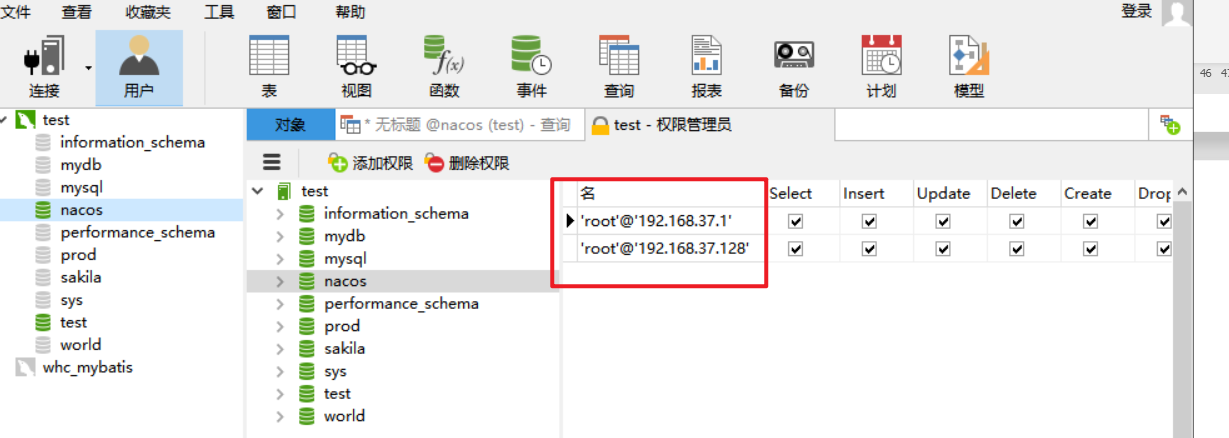 文件 查看 收藏夹 工具 窗口 帮助 登录
连接 用户 表 视图 函数 事件 查询 报表 备份 计划 模型
f(x)
46
test
information_schema
mydb
mysql
nacos
performance_schema
prod
sakila
sys
test
world
whc_mybatis
对象 * 无标题 @nacos (test) - 查询 test - 权限管理员
添加权限 删除权限
test
information_schema
mydb
mysql
nacos
performance_schema
prod
sakila
sys
test
world
名 Select Insert Update Delete Create Drop
'root'@'192.168.37.1'
'root'@'192.168.37.128'